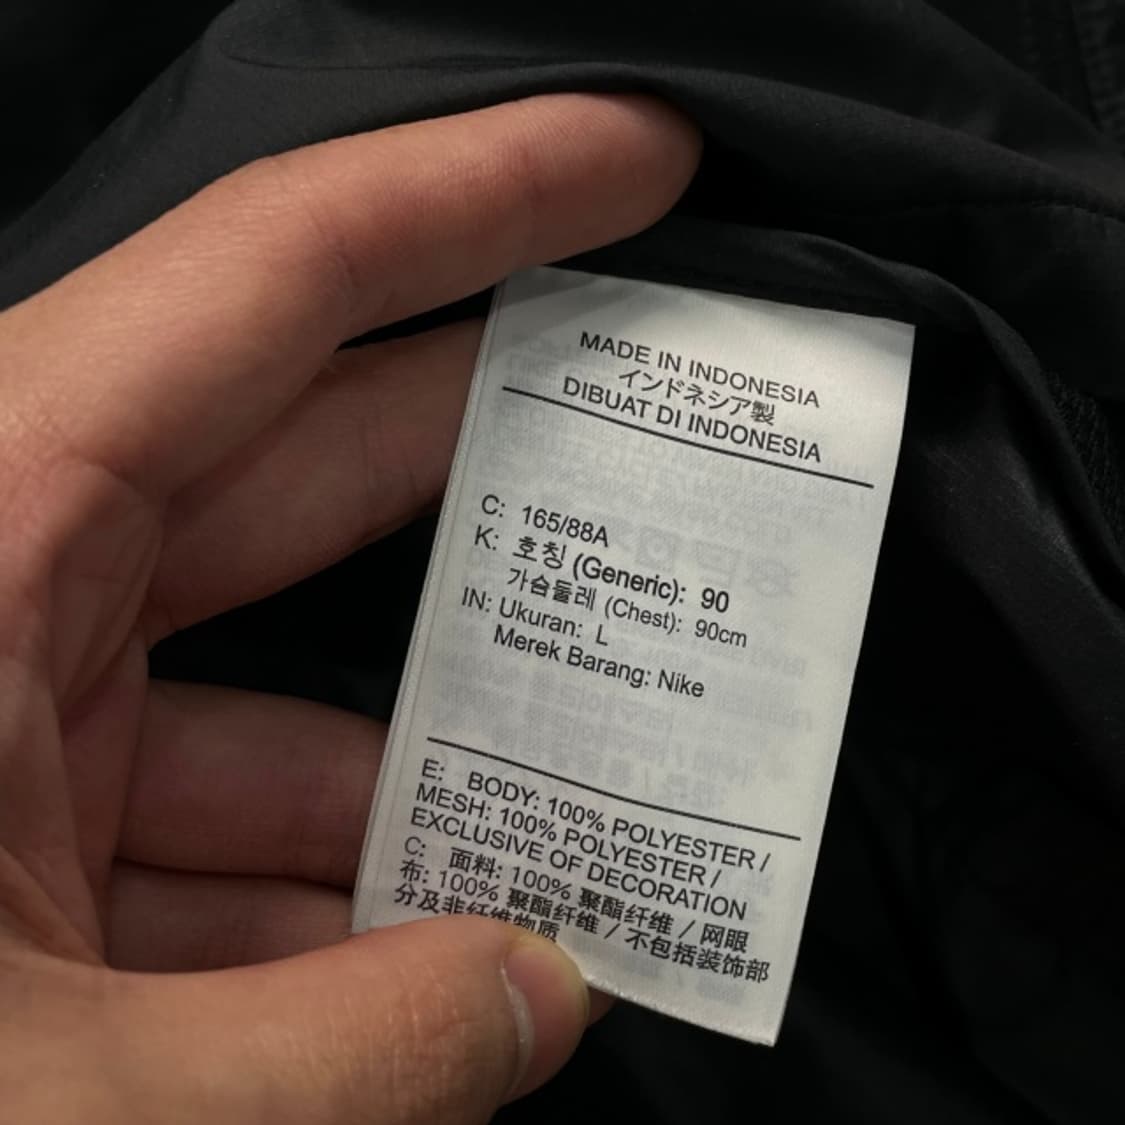 MADE IN INDONESIA
インドネシア製
DIBUAT DI INDONESIA
C: 165/88A
K: 호칭 (Generic): 90
가슴둘레 (Chest): 90cm
IN: Ukuran: L
Merek Barang: Nike
E: BODY: 100% POLYESTER /
MESH: 100% POLYESTER /
EXCLUSIVE OF DECORATION
C: 面料: 100% 聚酯纤维 / 网眼
布: 100% 聚酯纤维 / 不包括装饰部
分及非纤维物质